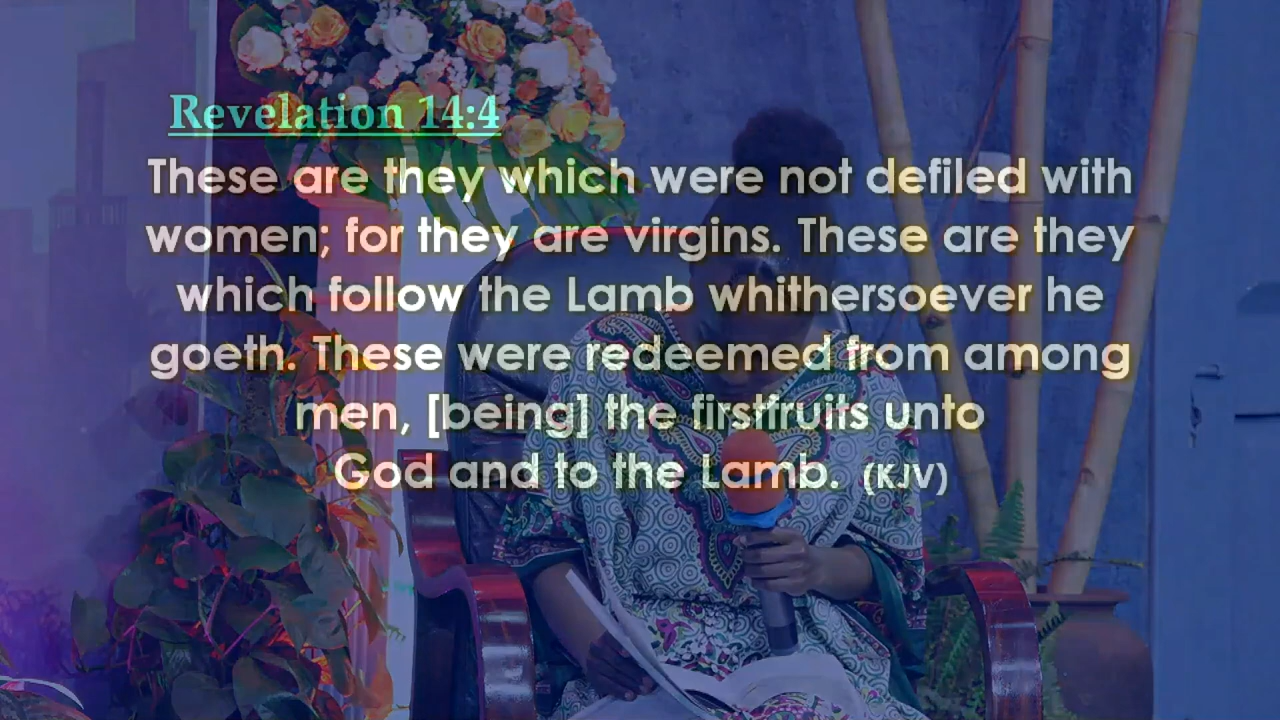 Revelation 14:4
These are they which were not defiled with
women; for they are virgins. These are they
which follow the Lamb whithersoever he
goeth. These were redeemed from among
men, [being] the firstfruits unto
God and to the Lamb. (KJV)